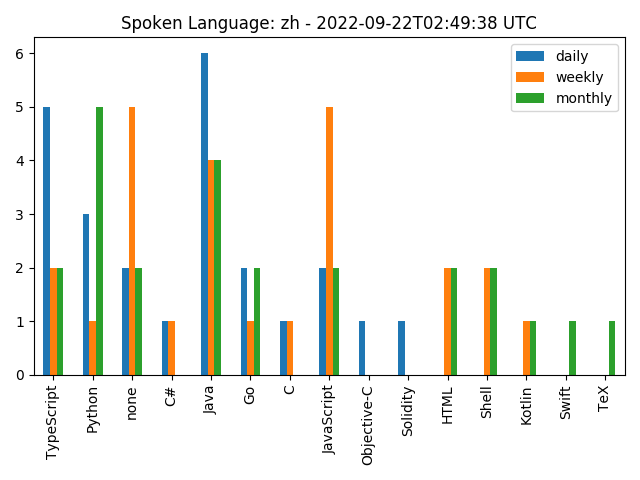 Spoken Language: zh - 2022-09-22T02:49:38 UTC
daily
weekly
monthly
6
5
4
3
2
1
0
TypeScript
Python
none
C#
Java
Go
C
JavaScript
Objective-C
Solidity
HTML
Shell
Kotlin
Swift
TeX